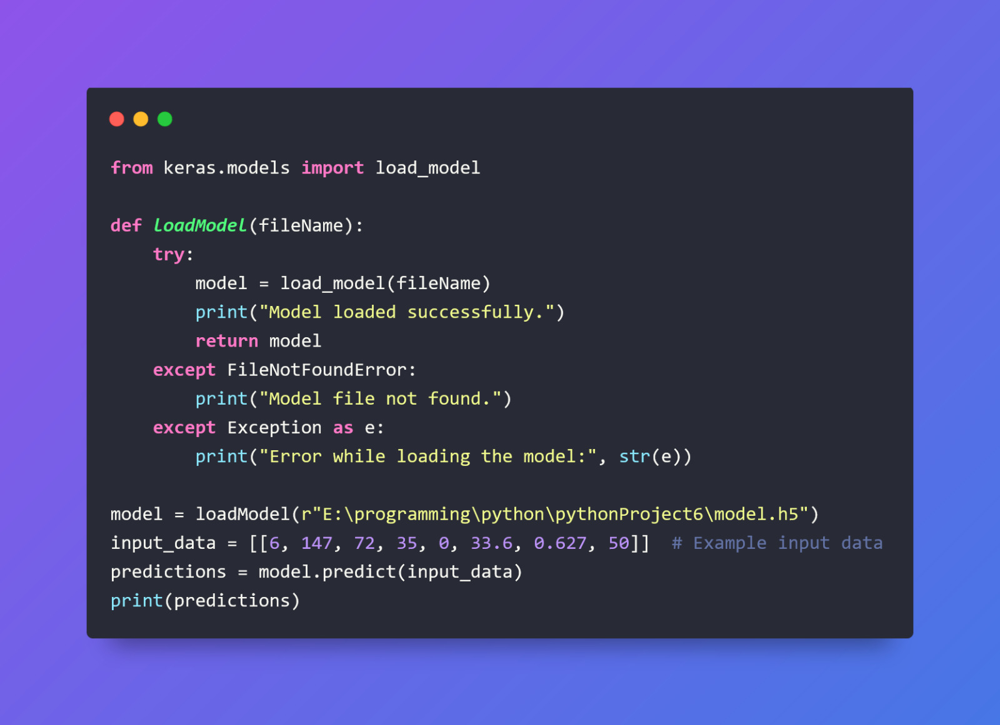 from keras.models import load_model

def loadModel(fileName):
    try:
        model = load_model(fileName)
        print("Model loaded successfully.")
        return model
    except FileNotFoundError:
        print("Model file not found.")
    except Exception as e:
        print("Error while loading the model:", str(e))

model = loadModel(r"E:\programming\python\pythonProject6\model.h5")
input_data = [[6, 147, 72, 35, 0, 33.6, 0.627, 50]]  # Example input data
predictions = model.predict(input_data)
print(predictions)